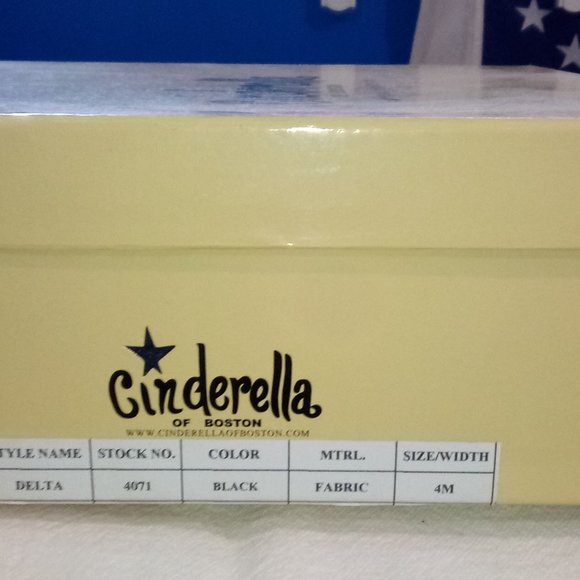 Cinderella
OF BOSTON
WWW.CINDERELLAOFBOSTON.COM
TYLE NAME STOCK NO. COLOR MTRL. SIZE/WIDTH
DELTA 4071 BLACK FABRIC 4M